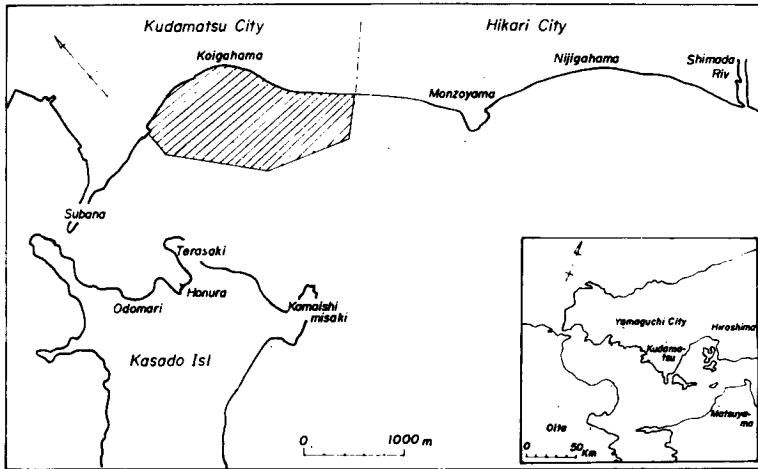 Kudamatsu City
Hikari City
Koigahama
Nijigahama
Shimada
Riv
Monzoyama
Subana
Terasaki
Honura
Odomari
Kamaishi
misaki
Kasado Isl
0
1000 m
Yamaguchi City
Hiroshima
Kudama-
tsu
Matsuya-
ma
Oita
0
50
Km